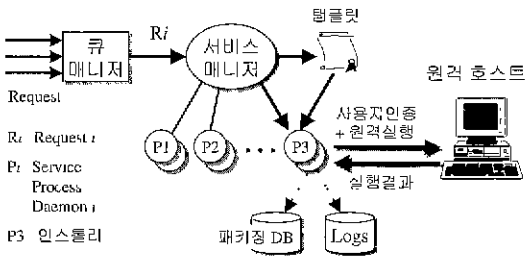 큐
매니저
Ri
서비스
매니저
템플릿
원격 호스트
Request
사용자인증
+ 원격실행
Ri Request i
P1
P2
...
P3
실행결과
Pi Service
Process
Daemon i
P3 인스톨리
패키징 DB
Logs